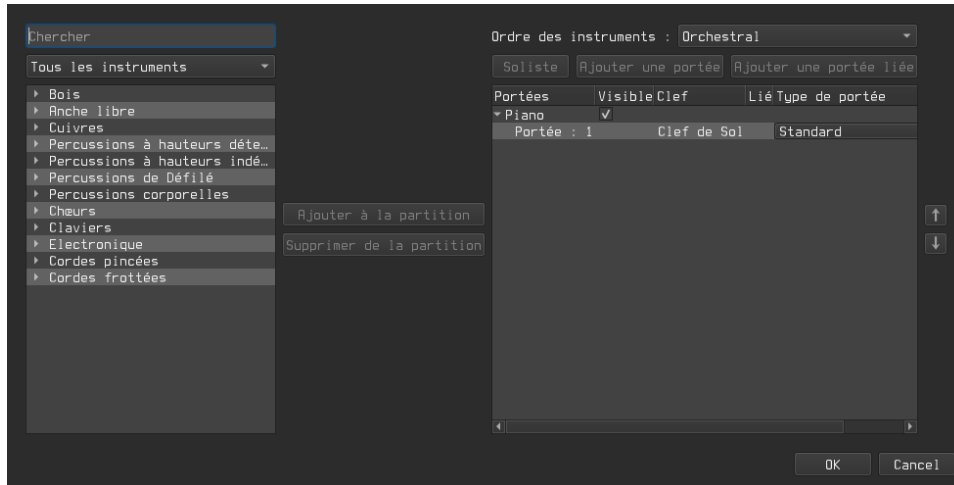 Chercher
Tous les instruments
Bois
Anche libre
Cuivres
Percussions à hauteurs déte…
Percussions à hauteurs indé…
Percussions de Défilé
Percussions corporelles
Chœurs
Claviers
Electronique
Cordes pincées
Cordes frottées
Ajouter à la partition
Supprimer de la partition
Ordre des instruments : Orchestral
Soliste Ajouter une portée Ajouter une portée liée
Portées Visible Clef Lié Type de portée
Piano
Portée : 1 Clef de Sol Standard
OK Cancel